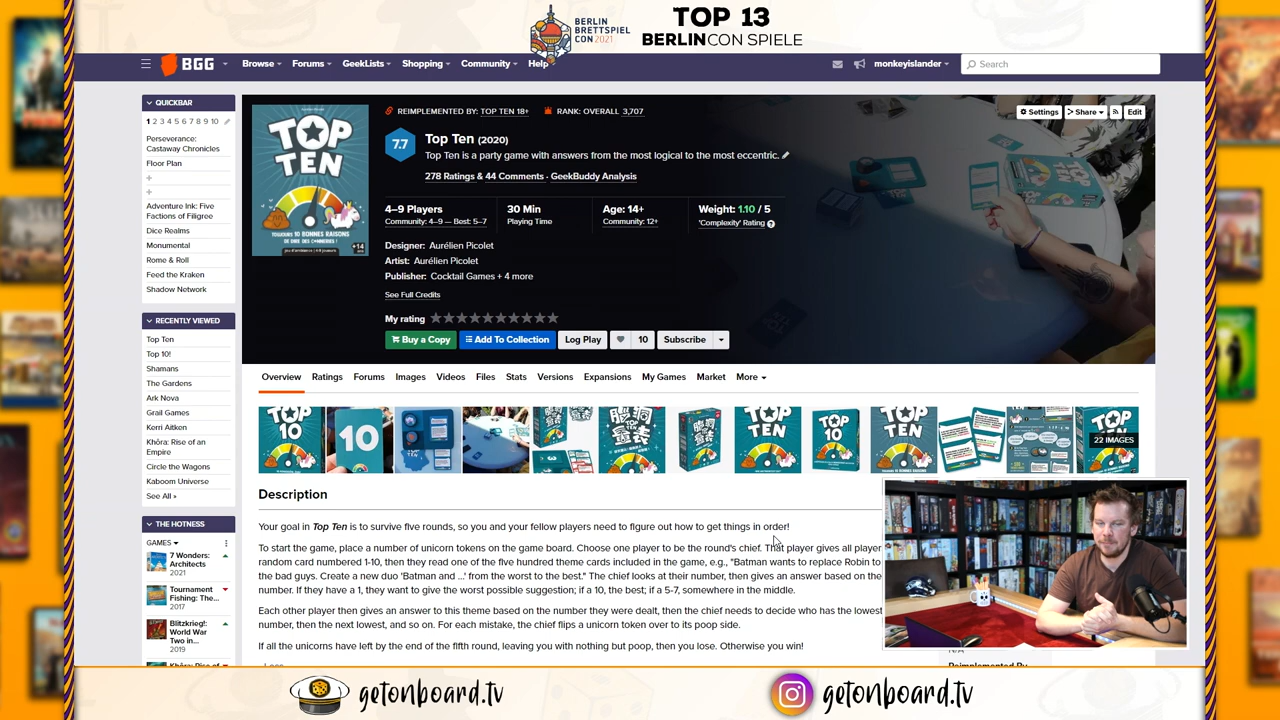 BERLIN
BRETTSPIEL
CON 2021
TOP 13
BERLINCON SPIELE
BGG
Browse
Forums
GeekLists
Shopping
Community
Help
monkeyislander
Search
QUICKBAR
1 2 3 4 5 6 7 8 9 10
Perseverance:
Castaway Chronicles
Floor Plan
Adventure Ink: Five
Factions of Filigree
Dice Realms
Monumental
Rome & Roll
Feed the Kraken
Shadow Network
RECENTLY VIEWED
Top Ten
Top 10!
Shamans
The Gardens
Ark Nova
Grail Games
Kerri Aitken
Khôra: Rise of an
Empire
Circle the Wagons
Kaboom Universe
See All »
THE HOTNESS
GAMES
7 Wonders:
Architects
2021
Tournament
Fishing: The...
2017
Blitzkrieg!:
World War
Two in...
2019
Khôra: Rise of
TOP
TEN
TOUJOURS 10 BONNES RAISONS
DE DIRE DES CONNERIES !
+14
REIMPLEMENTED BY: TOP TEN 18+
RANK: OVERALL 3,707
7.7
Top Ten (2020)
Top Ten is a party game with answers from the most logical to the most eccentric.
278 Ratings & 44 Comments · GeekBuddy Analysis
Settings
Share
Edit
4–9 Players
Community: 4–9 — Best: 5–7
30 Min
Playing Time
Age: 14+
Community: 12+
Weight: 1.10 / 5
'Complexity' Rating
Designer: Aurélien Picolet
Artist: Aurélien Picolet
Publisher: Cocktail Games + 4 more
See Full Credits
My rating
Buy a Copy
Add To Collection
Log Play
10
Subscribe
Overview
Ratings
Forums
Images
Videos
Files
Stats
Versions
Expansions
My Games
Market
More
TOP
10
10
TOP
TEN
TOP
10
TOP
TEN
TOP
TEN
22 IMAGES
Description
Your goal in Top Ten is to survive five rounds, so you and your fellow players need to figure out how to get things in order!
To start the game, place a number of unicorn tokens on the game board. Choose one player to be the round's chief. That player gives all player
random card numbered 1-10, then they read one of the five hundred theme cards included in the game, e.g., "Batman wants to replace Robin to
the bad guys. Create a new duo 'Batman and ...' from the worst to the best." The chief looks at their number, then gives an answer based on the
number. If they have a 1, they want to give the worst possible suggestion; if a 10, the best; if a 5-7, somewhere in the middle.
Each other player then gives an answer to this theme based on the number they were dealt, then the chief needs to decide who has the lowest
number, then the next lowest, and so on. For each mistake, the chief flips a unicorn token over to its poop side.
If all the unicorns have left by the end of the fifth round, leaving you with nothing but poop, then you lose. Otherwise you win!
N/A
Reimplemented By
getonboard.tv
getonboard.tv